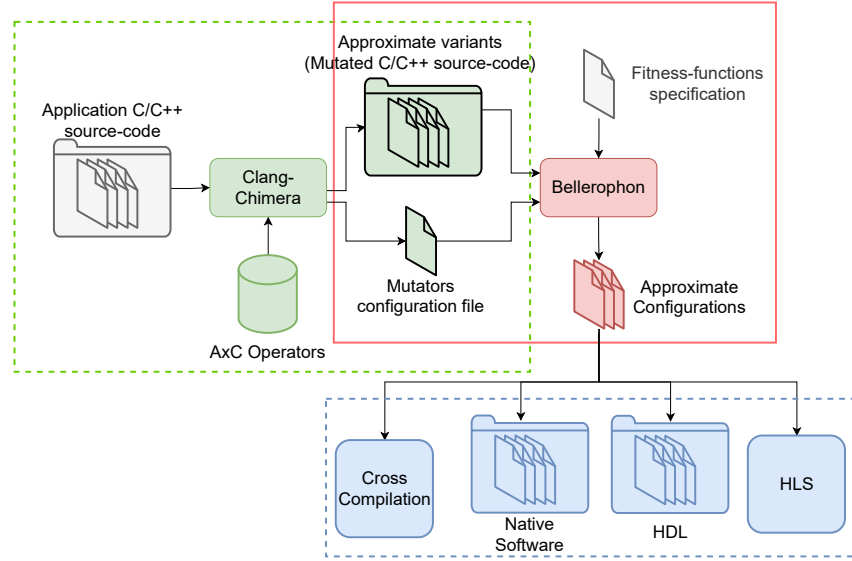 Approximate variants
(Mutated C/C++ source-code)
Fitness-functions
specification
Application C/C++
source-code
Clang-
Chimera
Bellerophon
Mutators
configuration file
Approximate
Configurations
AxC Operators
Cross
Compilation
Native
Software
HDL
HLS